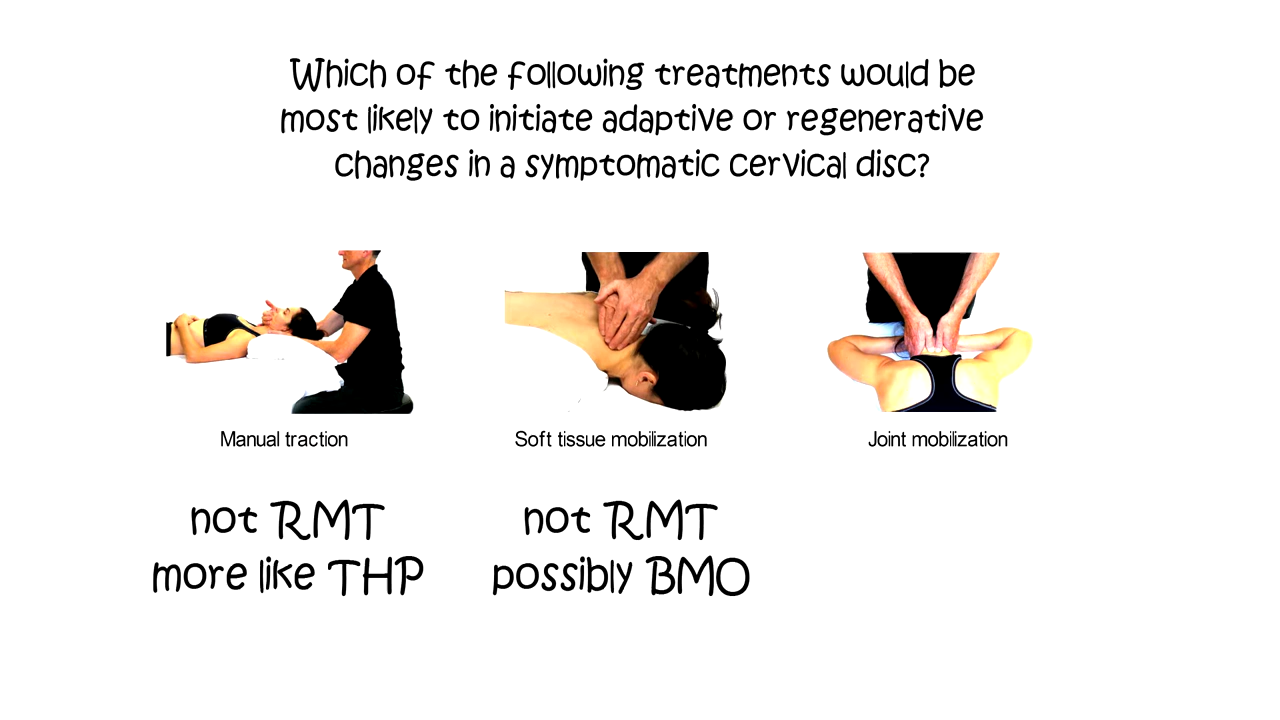 Which of the following treatments would be
most likely to initiate adaptive or regenerative
changes in a symptomatic cervical disc?
Manual traction
Soft tissue mobilization
Joint mobilization
not RMT
more like THP
not RMT
possibly BMO